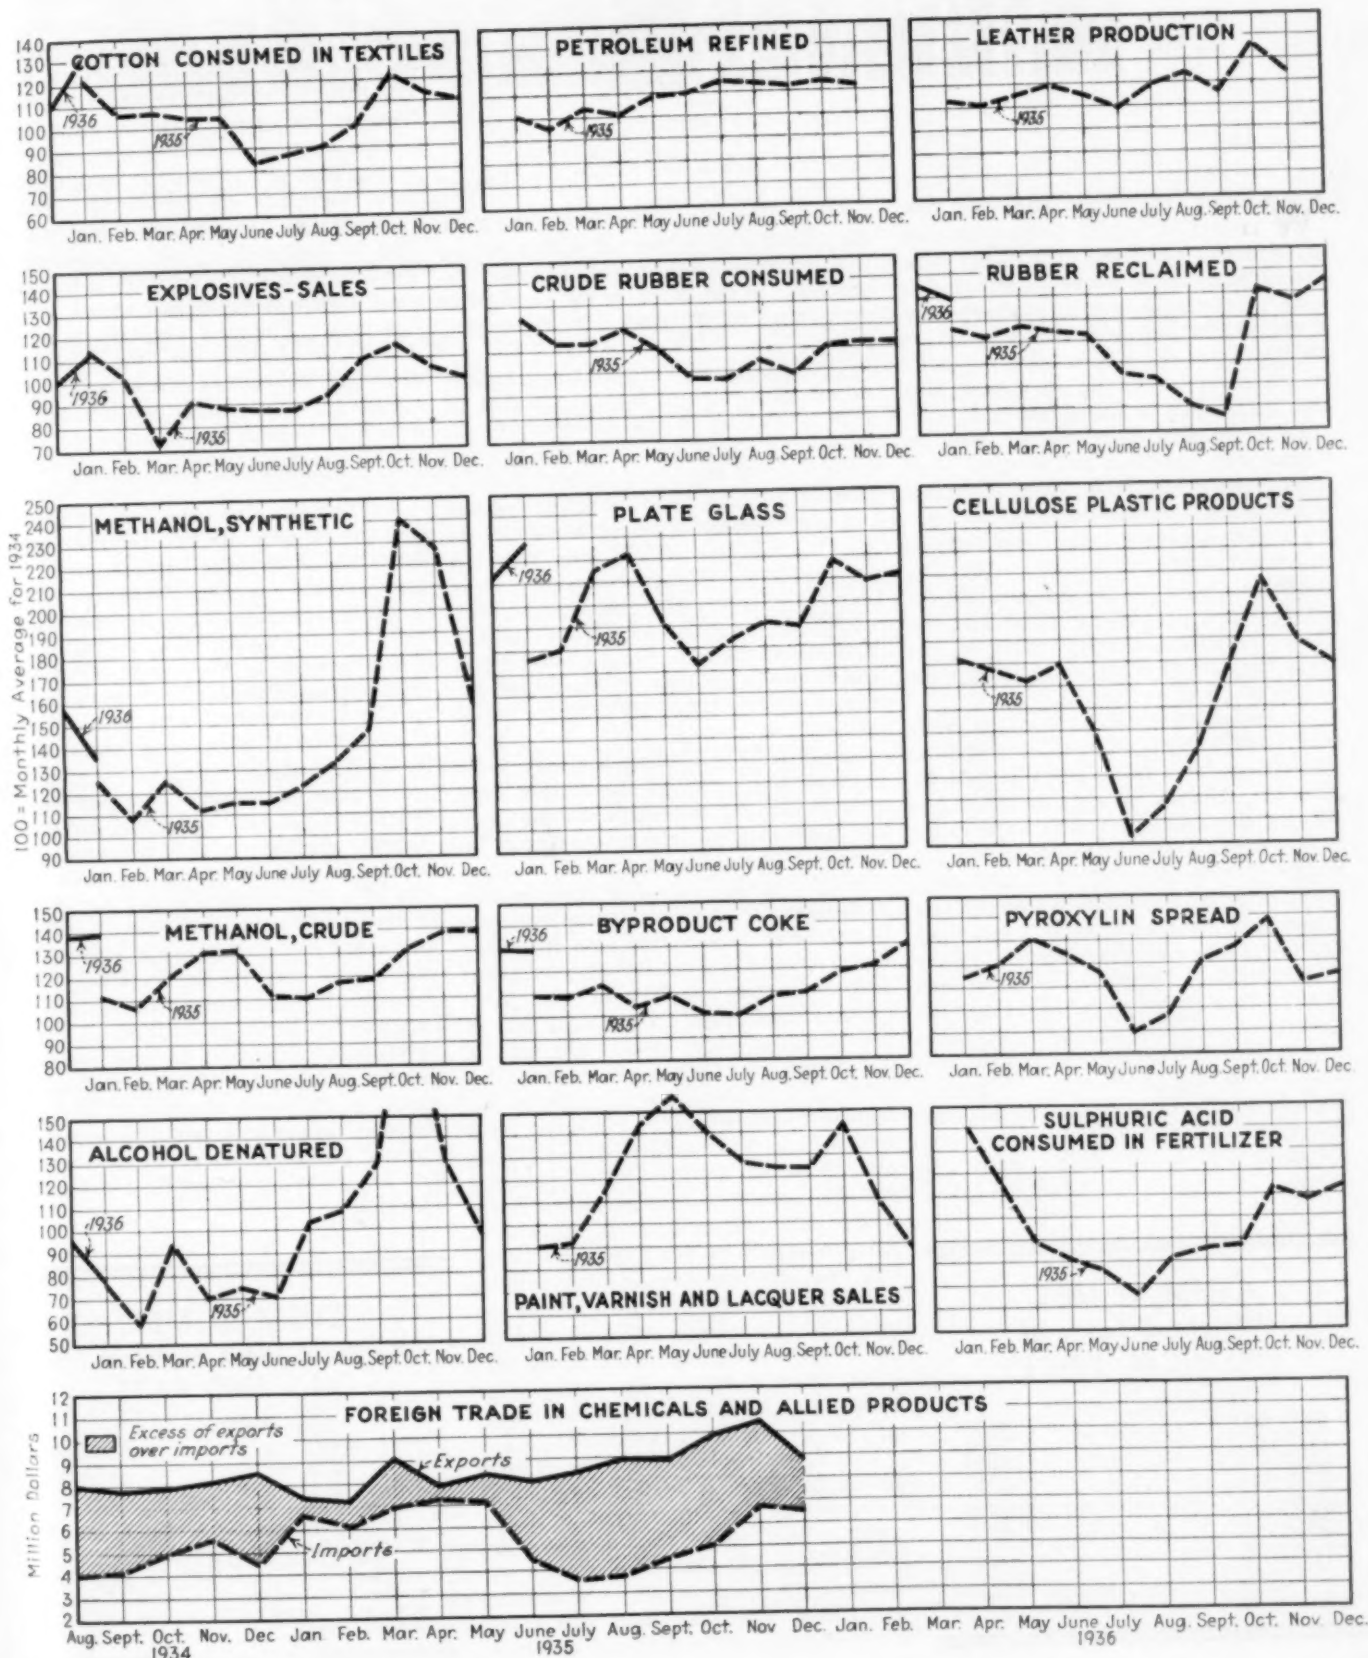 COTTON CONSUMED IN TEXTILES
140
130
120
110
100
90
80
70
60
1936
1935
Jan. Feb. Mar. Apr. May June July Aug. Sept. Oct. Nov. Dec.
PETROLEUM REFINED
1935
Jan. Feb. Mar. Apr. May June July Aug. Sept. Oct. Nov. Dec.
LEATHER PRODUCTION
1935
Jan. Feb. Mar. Apr. May June July Aug. Sept. Oct. Nov. Dec.
EXPLOSIVES-SALES
150
140
130
120
110
100
90
80
70
1936
1935
Jan. Feb. Mar. Apr. May June July Aug. Sept. Oct. Nov. Dec.
CRUDE RUBBER CONSUMED
1935
Jan. Feb. Mar. Apr. May June July Aug. Sept. Oct. Nov. Dec.
RUBBER RECLAIMED
1936
1935
Jan. Feb. Mar. Apr. May June July Aug. Sept. Oct. Nov. Dec.
100 = Monthly Average for 1934
METHANOL, SYNTHETIC
250
240
230
220
210
200
190
180
170
160
150
140
130
120
110
100
90
1936
1935
Jan. Feb. Mar. Apr. May June July Aug. Sept. Oct. Nov. Dec.
PLATE GLASS
1936
1935
Jan. Feb. Mar. Apr. May June July Aug. Sept. Oct. Nov. Dec.
CELLULOSE PLASTIC PRODUCTS
1935
Jan. Feb. Mar. Apr. May June July Aug. Sept. Oct. Nov. Dec.
METHANOL, CRUDE
150
140
130
120
110
100
90
80
1936
1935
Jan. Feb. Mar. Apr. May June July Aug. Sept. Oct. Nov. Dec.
BYPRODUCT COKE
1936
1935
Jan. Feb. Mar. Apr. May June July Aug. Sept. Oct. Nov. Dec.
PYROXYLIN SPREAD
1935
Jan. Feb. Mar. Apr. May June July Aug. Sept. Oct. Nov. Dec.
ALCOHOL DENATURED
150
140
130
120
110
100
90
80
70
60
50
1936
1935
Jan. Feb. Mar. Apr. May June July Aug. Sept. Oct. Nov. Dec.
1935
PAINT, VARNISH AND LACQUER SALES
Jan. Feb. Mar. Apr. May June July Aug. Sept. Oct. Nov. Dec.
SULPHURIC ACID
CONSUMED IN FERTILIZER
1935
Jan. Feb. Mar. Apr. May June July Aug. Sept. Oct. Nov. Dec.
FOREIGN TRADE IN CHEMICALS AND ALLIED PRODUCTS
Million Dollars
12
11
10
9
8
7
6
5
4
3
2
Excess of exports
over imports
Exports
Imports
Aug. Sept. Oct. Nov. Dec Jan. Feb. Mar. Apr. May June July Aug. Sept. Oct. Nov Dec. Jan. Feb. Mar. Apr. May June July Aug. Sept. Oct. Nov. Dec.
1934 1935 1936